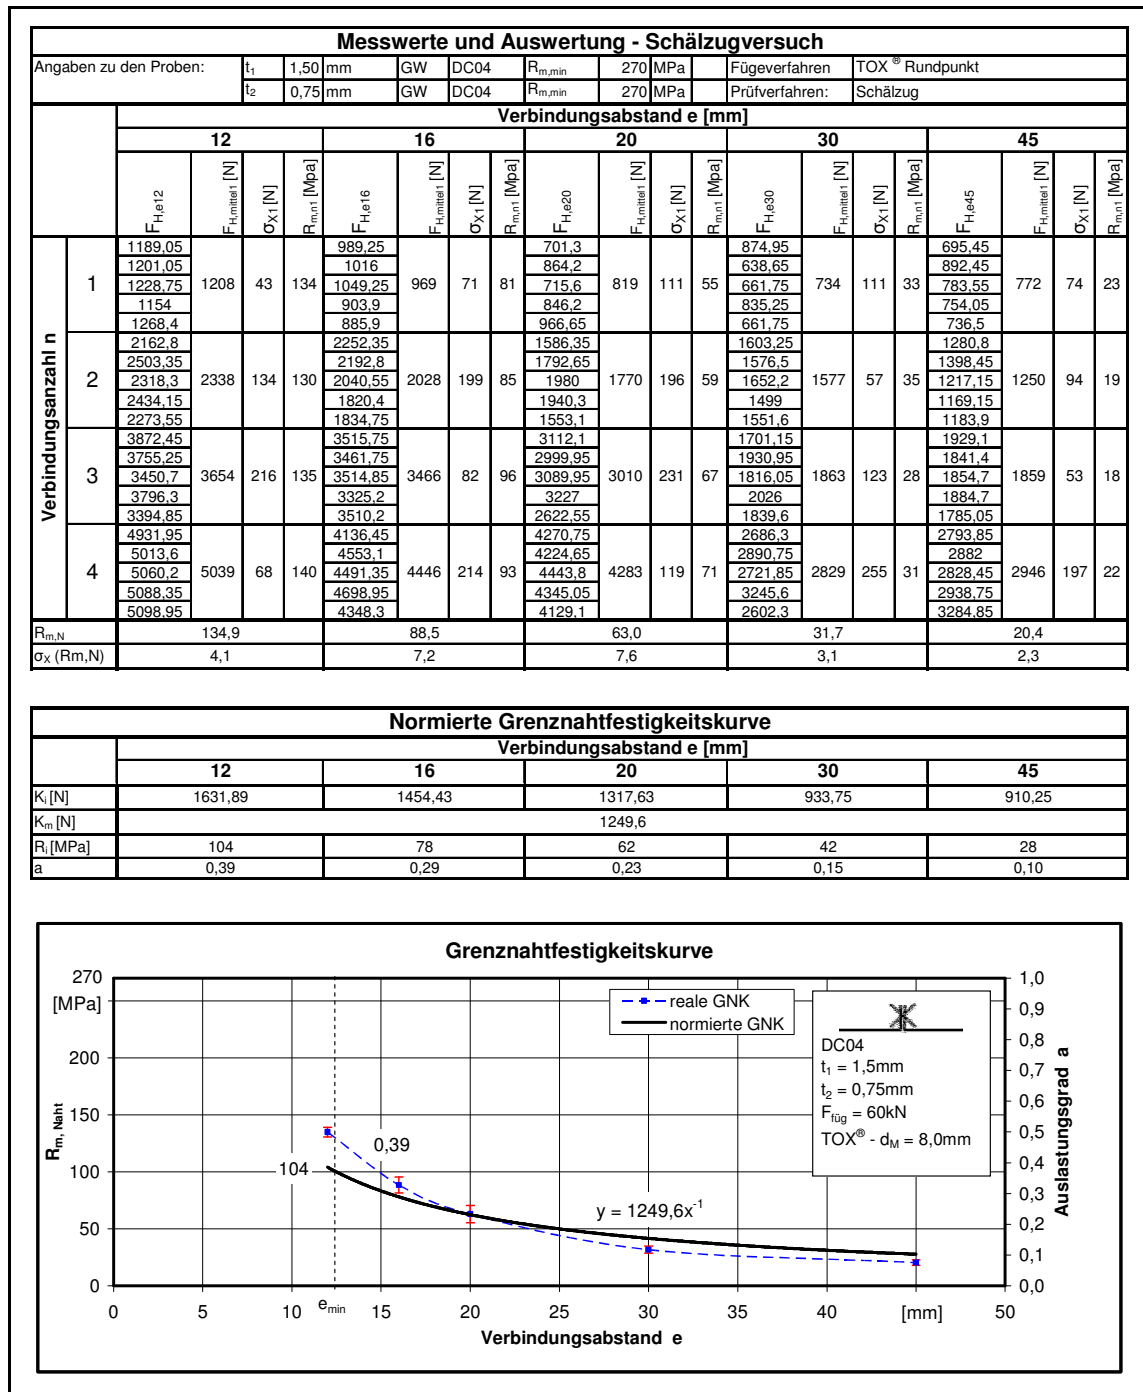 Messwerte und Auswertung - Schälzugversuch
Angaben zu den Proben: t1 1,50 mm GW DC04 Rm,min 270 MPa Fügeverfahren TOX ® Rundpunkt
t2 0,75 mm GW DC04 Rm,min 270 MPa Prüfverfahren: Schälzug
Verbindungsabstand e [mm]
12 16 20 30 45
FH,e12 FH,mittel1 [N] σX1 [N] Rm,n1 [Mpa] FH,e16 FH,mittel1 [N] σX1 [N] Rm,n1 [Mpa] FH,e20 FH,mittel1 [N] σX1 [N] Rm,n1 [Mpa] FH,e30 FH,mittel1 [N] σX1 [N] Rm,n1 [Mpa] FH,e45 FH,mittel1 [N] σX1 [N] Rm,n1 [Mpa]
Verbindungsanzahl n
1189,05 989,25 701,3 874,95 695,45
1201,05 1016 864,2 638,65 892,45
1 1228,75 1208 43 134 1049,25 969 71 81 715,6 819 111 55 661,75 734 111 33 783,55 772 74 23
1154 903,9 846,2 835,25 754,05
1268,4 885,9 966,65 661,75 736,5
2162,8 2252,35 1586,35 1603,25 1280,8
2503,35 2192,8 1792,65 1576,5 1398,45
2 2318,3 2338 134 130 2040,55 2028 199 85 1980 1770 196 59 1652,2 1577 57 35 1217,15 1250 94 19
2434,15 1820,4 1940,3 1499 1169,15
2273,55 1834,75 1553,1 1551,6 1183,9
3872,45 3515,75 3112,1 1701,15 1929,1
3755,25 3461,75 2999,95 1930,95 1841,4
3 3450,7 3654 216 135 3514,85 3466 82 96 3089,95 3010 231 67 1816,05 1863 123 28 1854,7 1859 53 18
3796,3 3325,2 3227 2026 1884,7
3394,85 3510,2 2622,55 1839,6 1785,05
4931,95 4136,45 4270,75 2686,3 2793,85
5013,6 4553,1 4224,65 2890,75 2882
4 5060,2 5039 68 140 4491,35 4446 214 93 4443,8 4283 119 71 2721,85 2829 255 31 2828,45 2946 197 22
5088,35 4698,95 4345,05 3245,6 2938,75
5098,95 4348,3 4129,1 2602,3 3284,85
Rm,N 134,9 88,5 63,0 31,7 20,4
σX (Rm,N) 4,1 7,2 7,6 3,1 2,3
Normierte Grenznahtfestigkeitskurve
Verbindungsabstand e [mm]
12 16 20 30 45
Ki [N] 1631,89 1454,43 1317,63 933,75 910,25
Km [N] 1249,6
Ri [MPa] 104 78 62 42 28
a 0,39 0,29 0,23 0,15 0,10
Grenznahtfestigkeitskurve
270
[MPa]
200
150
100
50
0
Rm, Naht
reale GNK
normierte GNK
DC04
t1 = 1,5mm
t2 = 0,75mm
Ffüg = 60kN
TOX® - dM = 8,0mm
0,39
104
y = 1249,6x-1
1,0
0,9
0,8
0,7
0,6
0,5
0,4
0,3
0,2
0,1
0,0
Auslastungsgrad a
0 5 10 emin 15 20 25 30 35 40 [mm] 50
Verbindungsabstand e